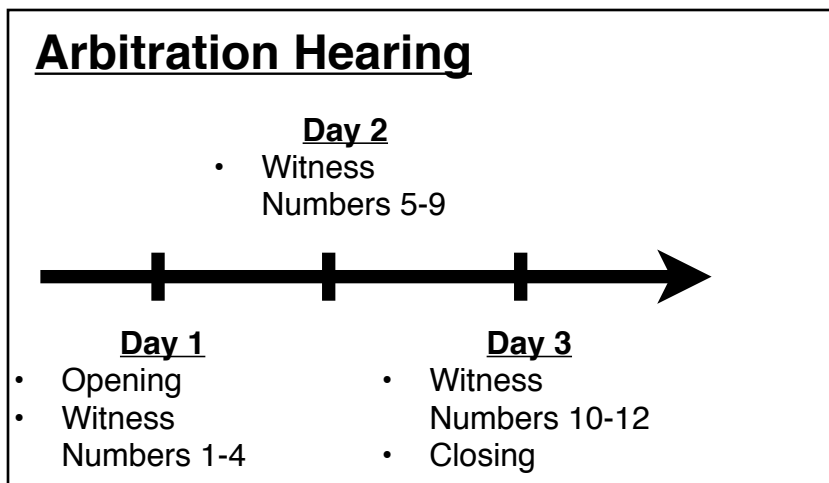 Arbitration Hearing
Day 2
• Witness
Numbers 5-9
Day 1
• Opening
• Witness
Numbers 1-4
Day 3
• Witness
Numbers 10-12
• Closing